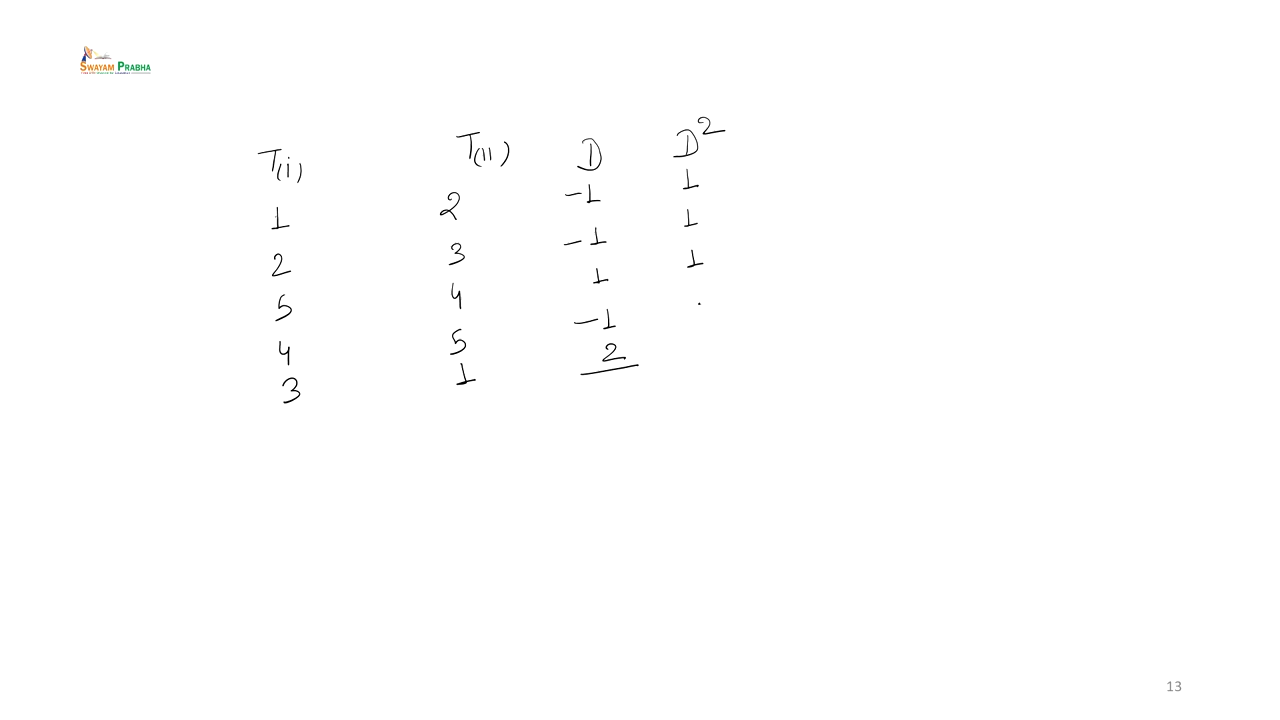 SWAYAM PRABHA
T(i) T(II) D D²
1 2 -1 1
2 3 -1 1
5 4 1 1
4 5 -1
3 1 2
13